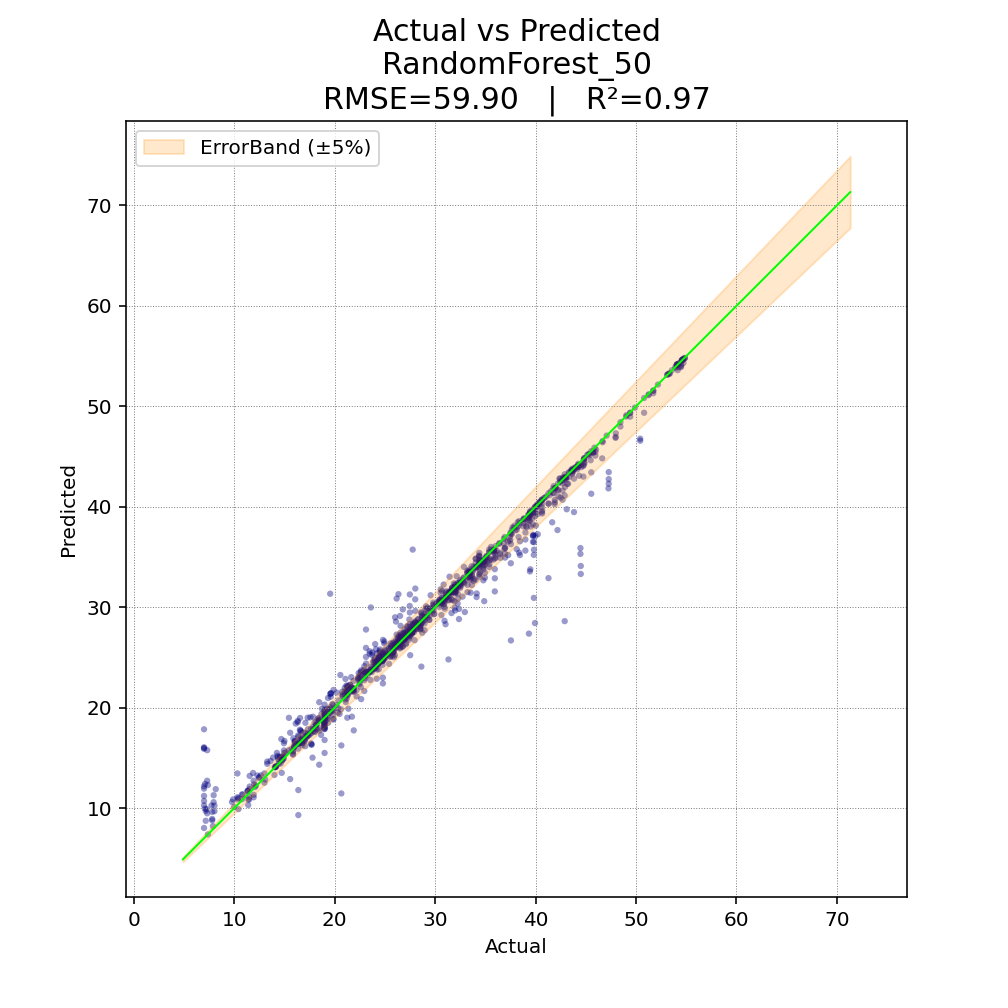 Actual vs Predicted
RandomForest_50
RMSE=59.90 | R²=0.97
ErrorBand (±5%)
70
60
50
40
30
20
10
Predicted
0 10 20 30 40 50 60 70
Actual